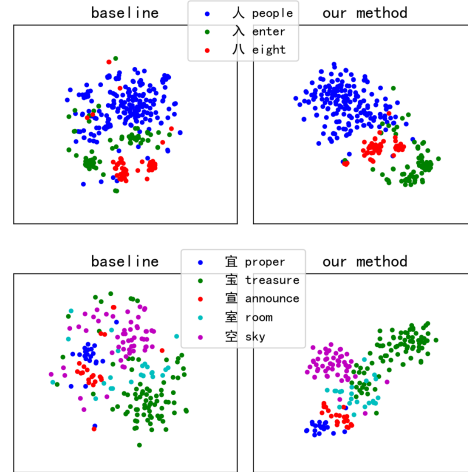 baseline
our method
人 people
入 enter
八 eight
baseline
our method
宜 proper
宝 treasure
宣 announce
室 room
空 sky